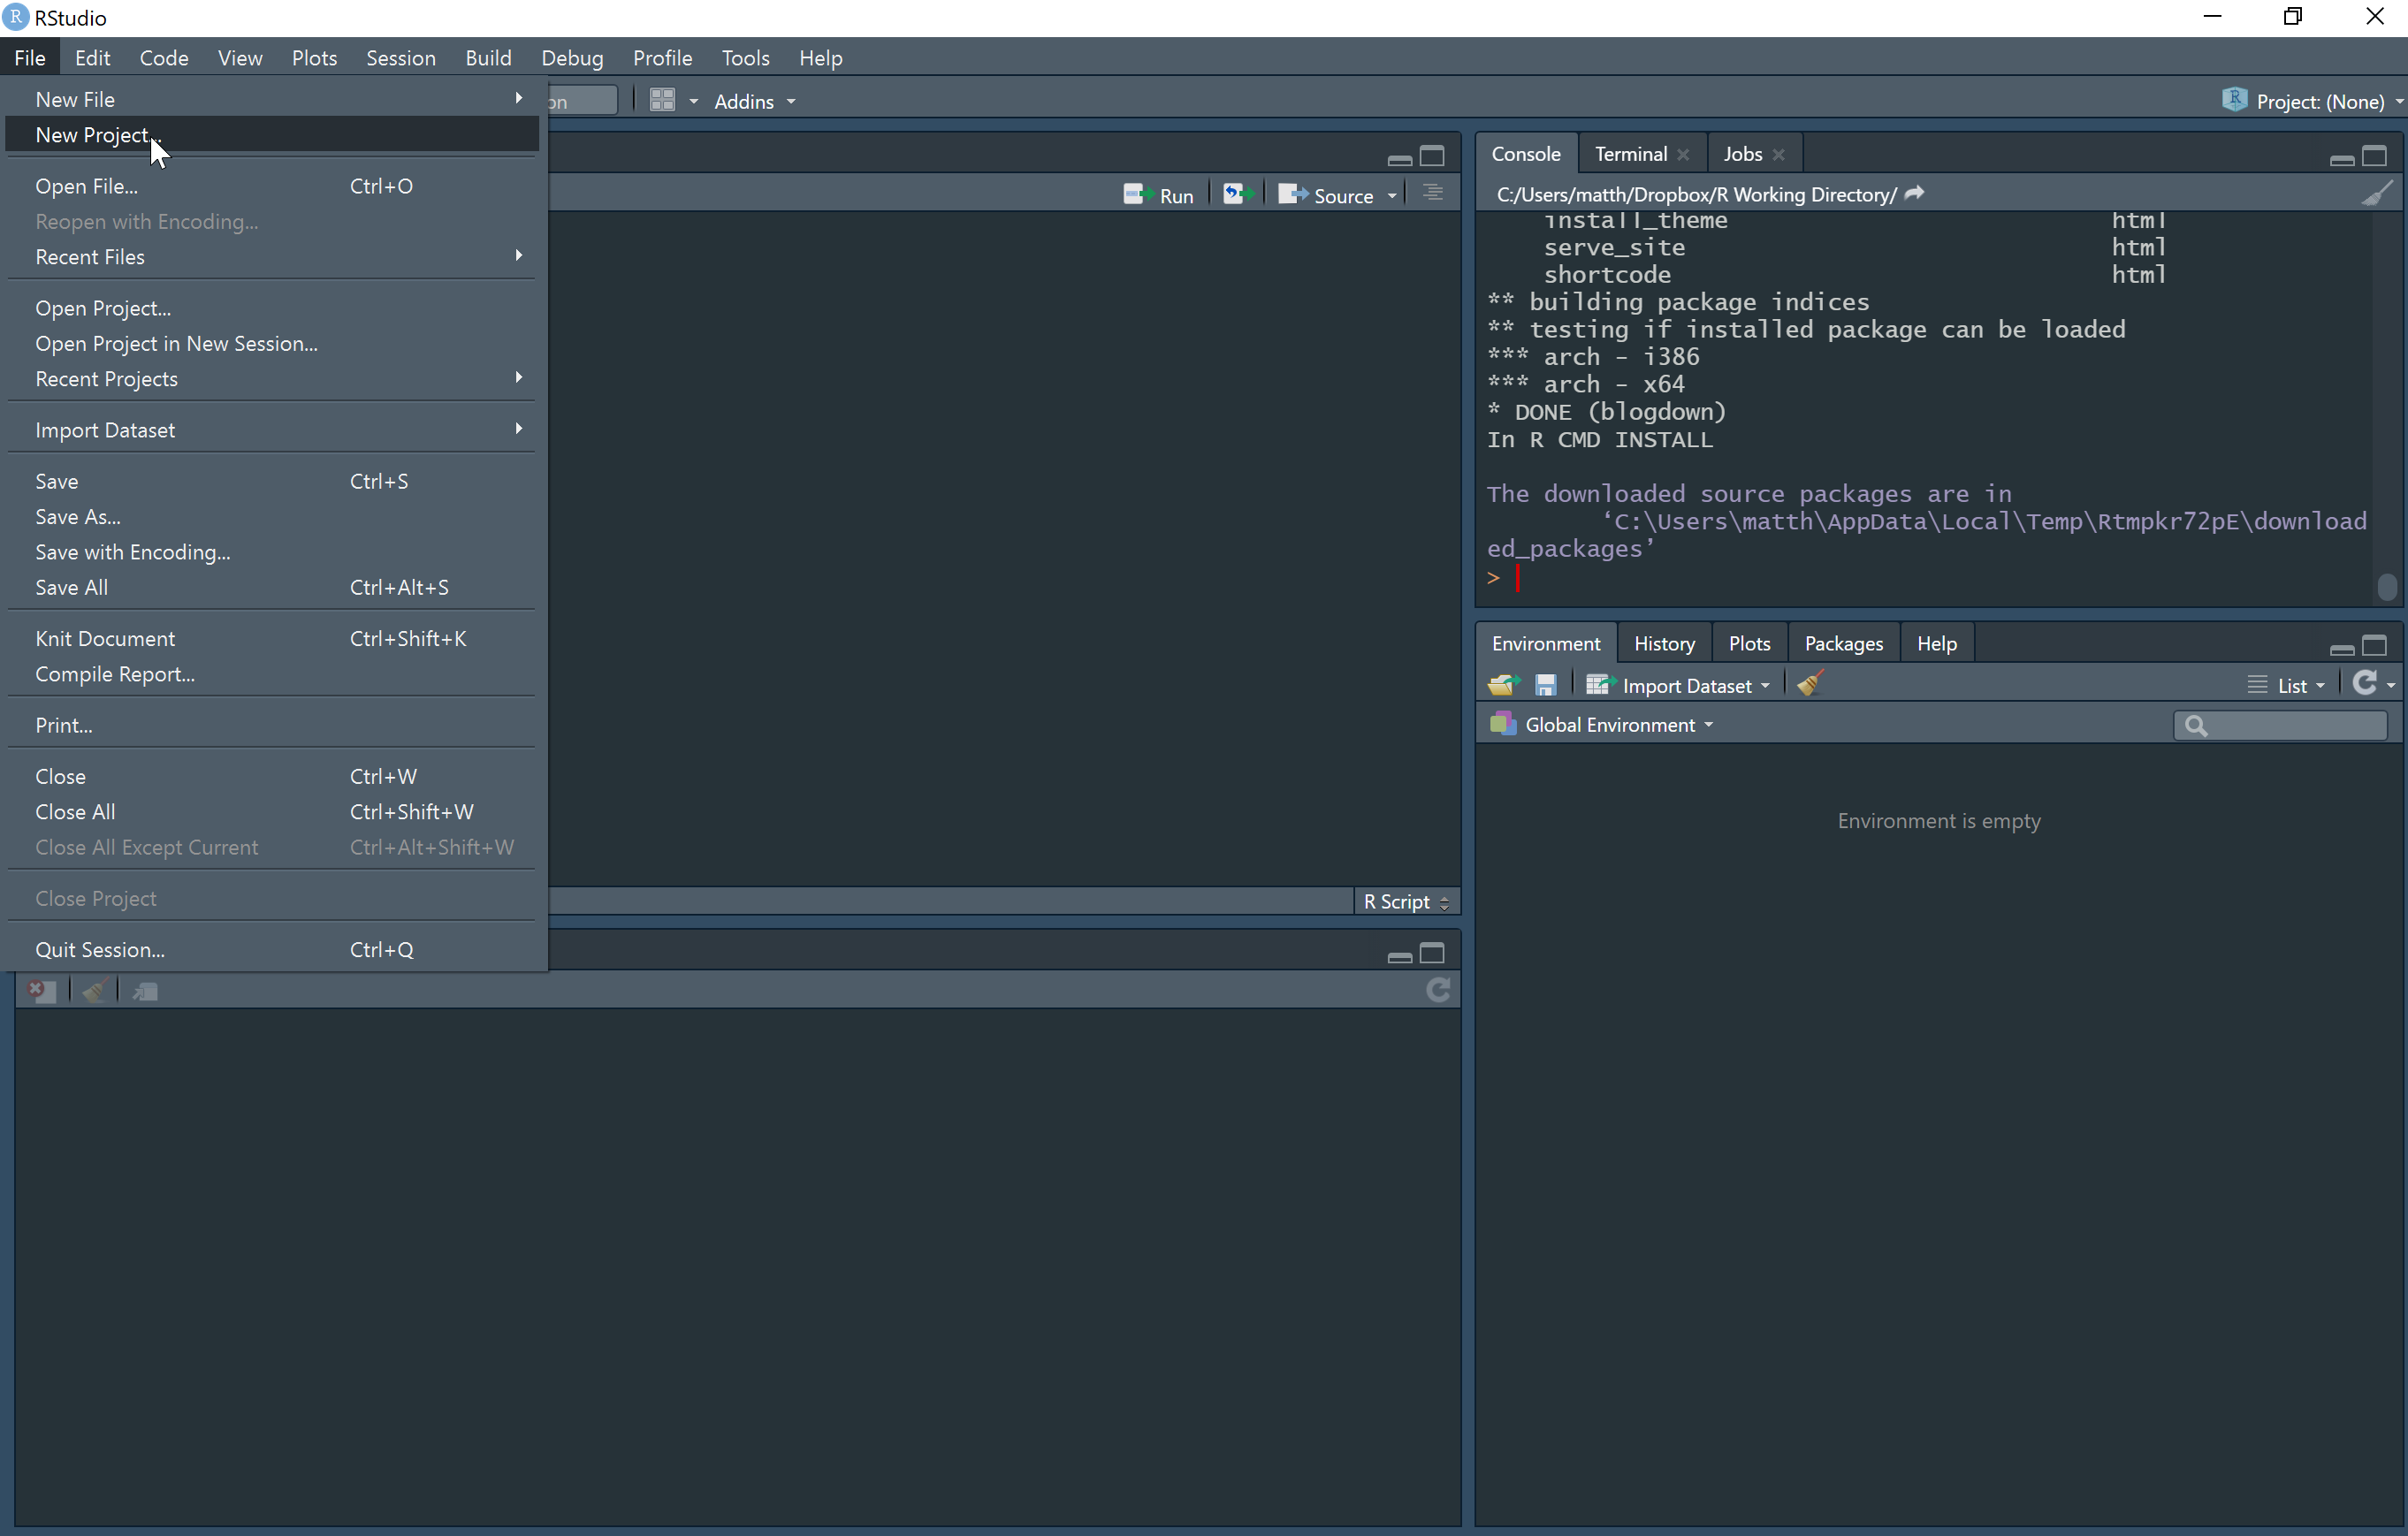 RStudio
File Edit Code View Plots Session Build Debug Profile Tools Help
Addins
Project: (None)
New File
New Project...
Open File... Ctrl+O
Reopen with Encoding...
Recent Files
Open Project...
Open Project in New Session...
Recent Projects
Import Dataset
Save Ctrl+S
Save As...
Save with Encoding...
Save All Ctrl+Alt+S
Knit Document Ctrl+Shift+K
Compile Report...
Print...
Close Ctrl+W
Close All Ctrl+Shift+W
Close All Except Current Ctrl+Alt+Shift+W
Close Project
Quit Session... Ctrl+Q
Run Source
R Script
Console Terminal Jobs
C:/Users/matth/Dropbox/R Working Directory/
install_theme html
serve_site html
shortcode html
** building package indices
** testing if installed package can be loaded
*** arch - i386
*** arch - x64
* DONE (blogdown)
In R CMD INSTALL
The downloaded source packages are in
‘C:\Users\matth\AppData\Local\Temp\Rtmpkr72pE\download
ed_packages’
>
Environment History Plots Packages Help
Import Dataset List
Global Environment
Environment is empty